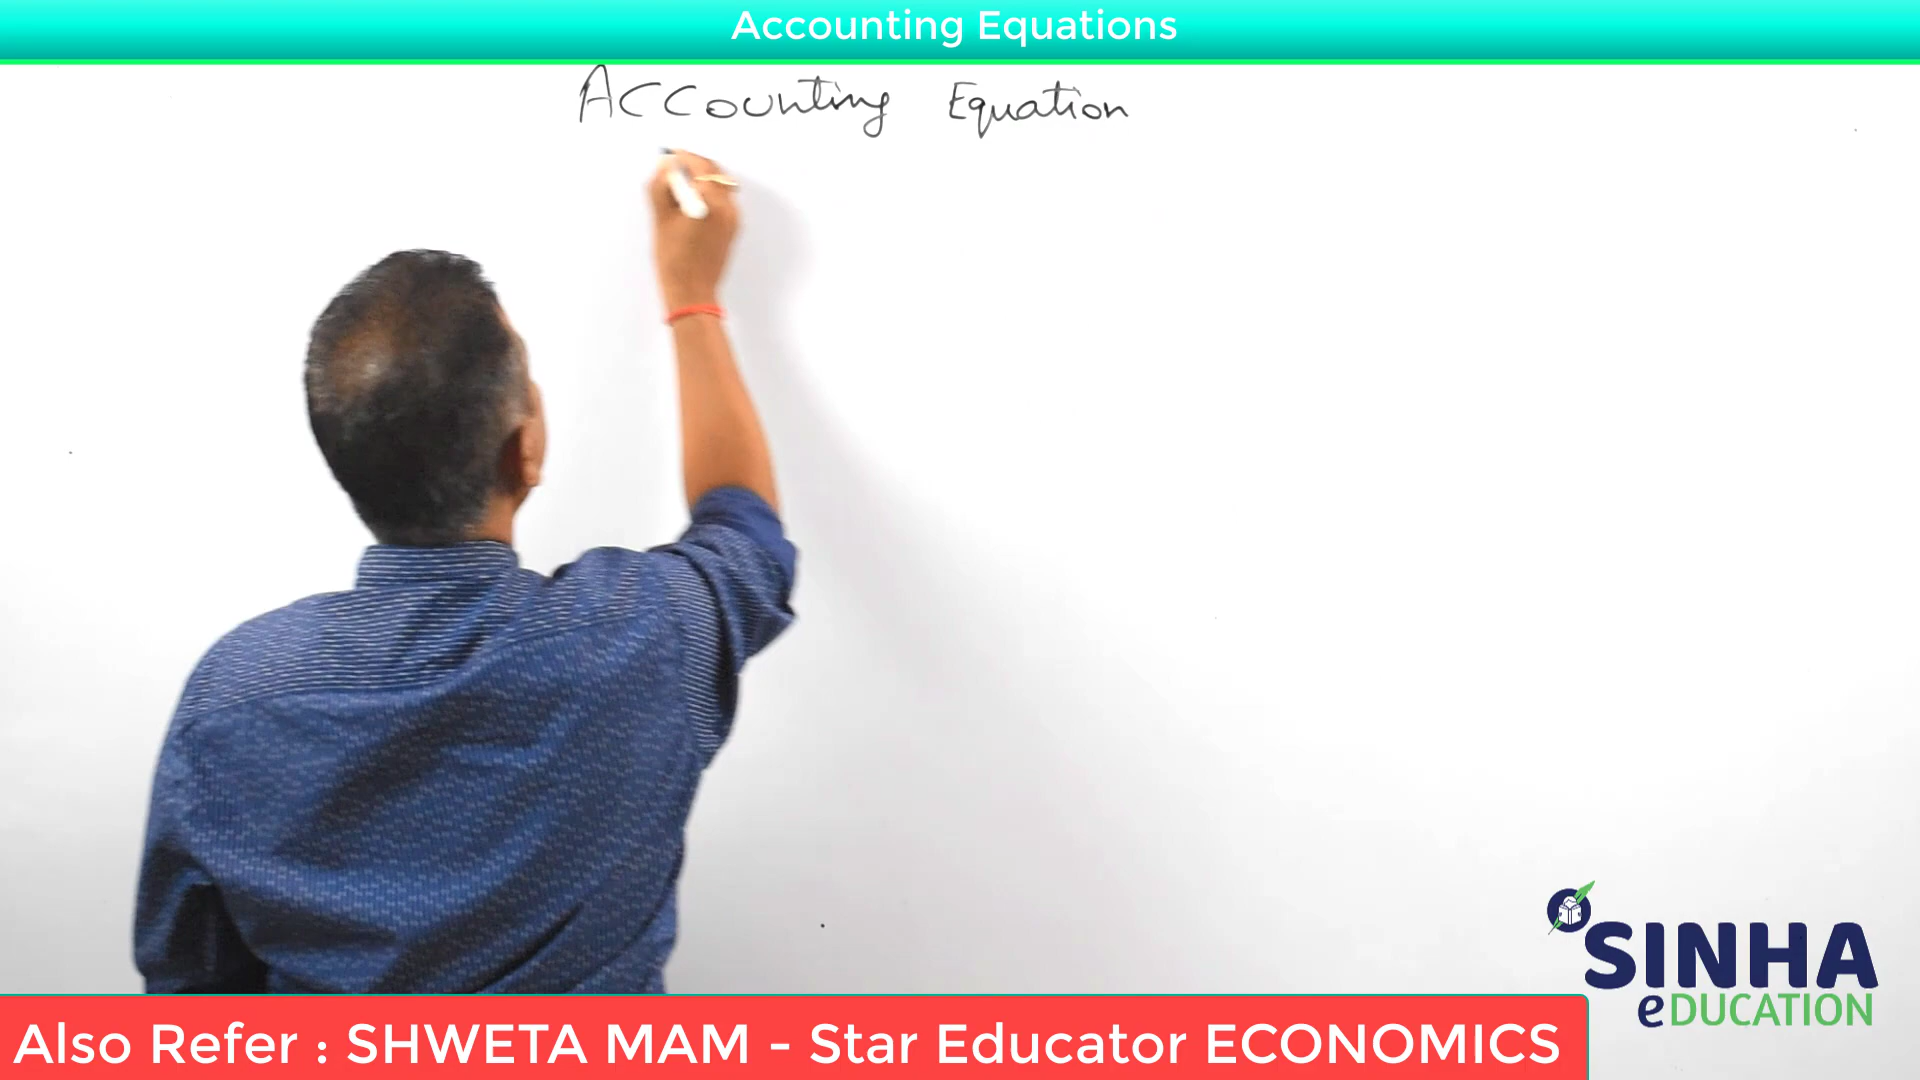 Accounting Equations
Accounting Equation
SINHA
eDUCATION
Also Refer : SHWETA MAM - Star Educator ECONOMICS